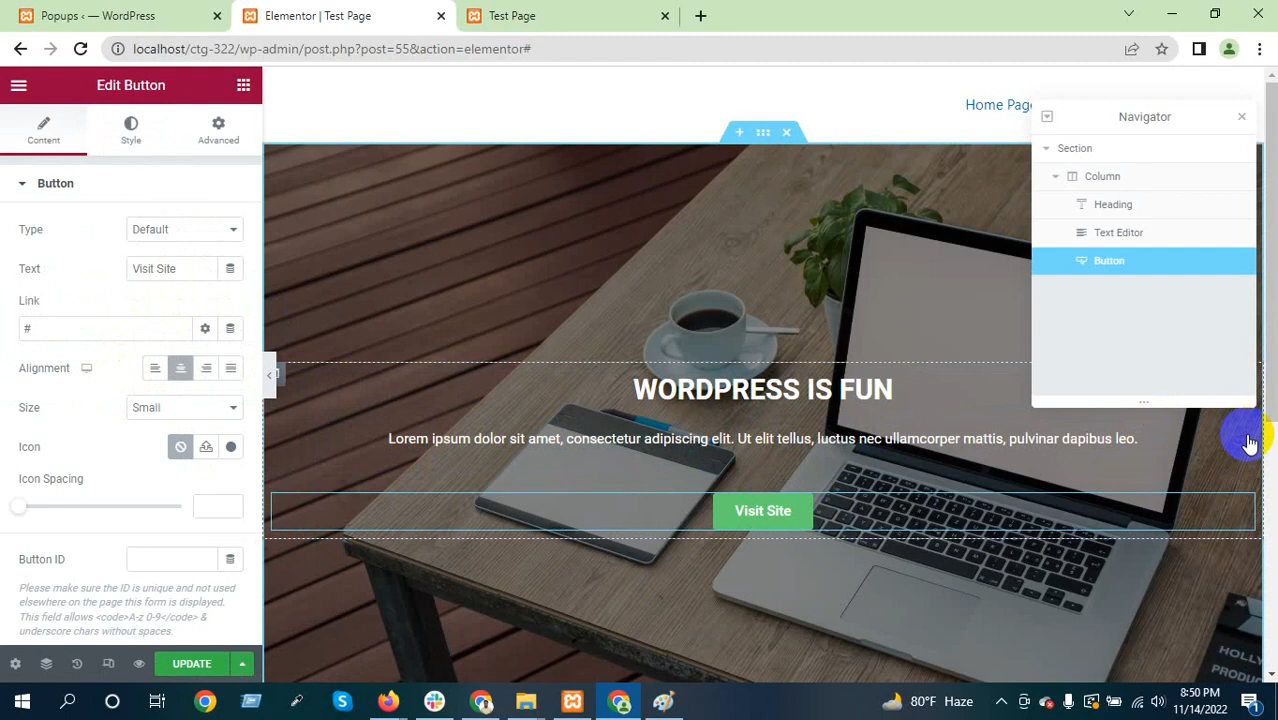 Popups ‹ — WordPress
Elementor | Test Page
Test Page
localhost/ctg-322/wp-admin/post.php?post=55&action=elementor#
Edit Button
Content
Style
Advanced
Button
Type
Default
Text
Visit Site
Link
#
Alignment
Size
Small
Icon
Icon Spacing
Button ID
Please make sure the ID is unique and not used
elsewhere on the page this form is displayed.
This field allows <code>A-z 0-9</code> &
underscore chars without spaces.
UPDATE
Home Page
Navigator
Section
Column
Heading
Text Editor
Button
WORDPRESS IS FUN
Lorem ipsum dolor sit amet, consectetur adipiscing elit. Ut elit tellus, luctus nec ullamcorper mattis, pulvinar dapibus leo.
Visit Site
HOLLY
PRODUC
80°F Haze
8:50 PM
11/14/2022
1